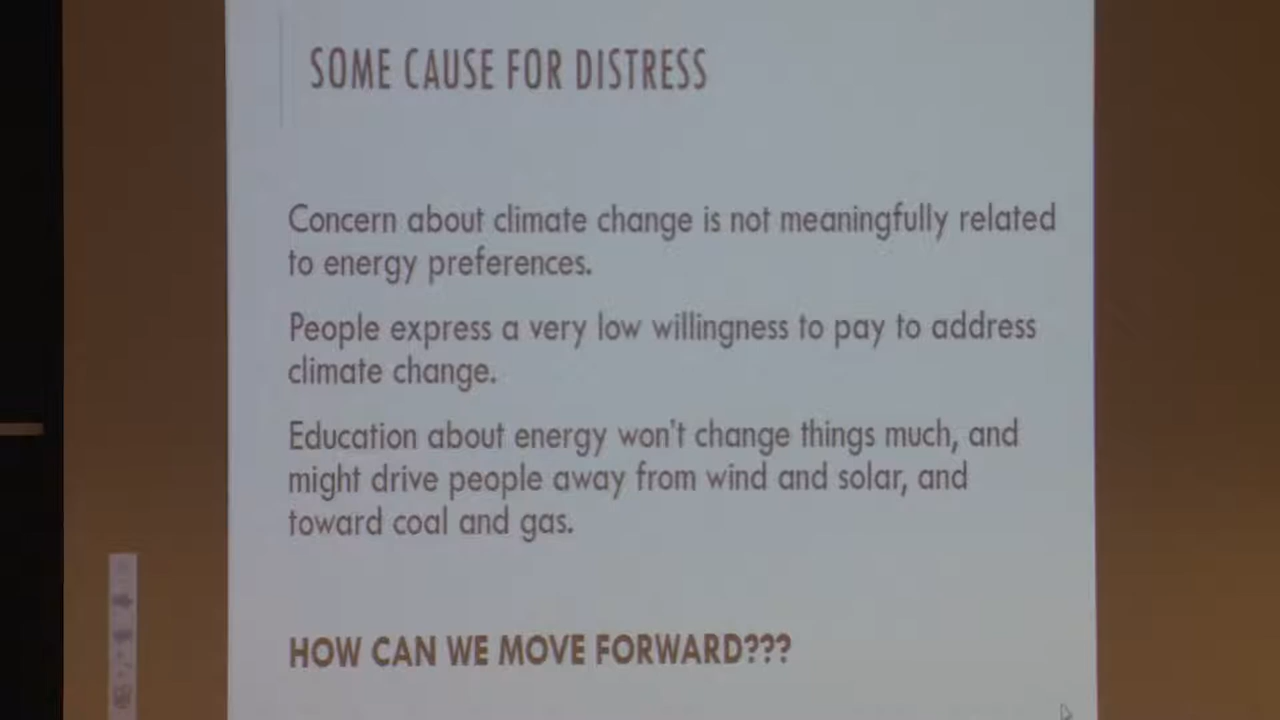 SOME CAUSE FOR DISTRESS
Concern about climate change is not meaningfully related
to energy preferences.
People express a very low willingness to pay to address
climate change.
Education about energy won't change things much, and
might drive people away from wind and solar, and
toward coal and gas.
HOW CAN WE MOVE FORWARD???